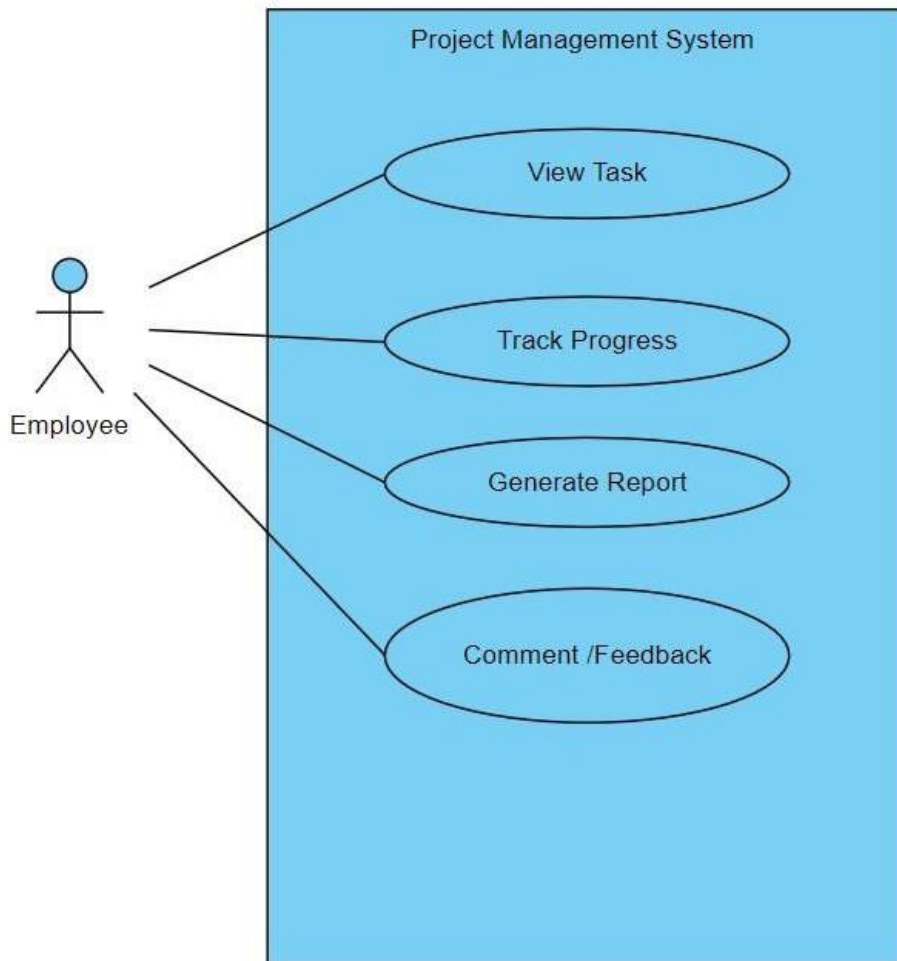 Project Management System
View Task
Track Progress
Employee
Generate Report
Comment /Feedback